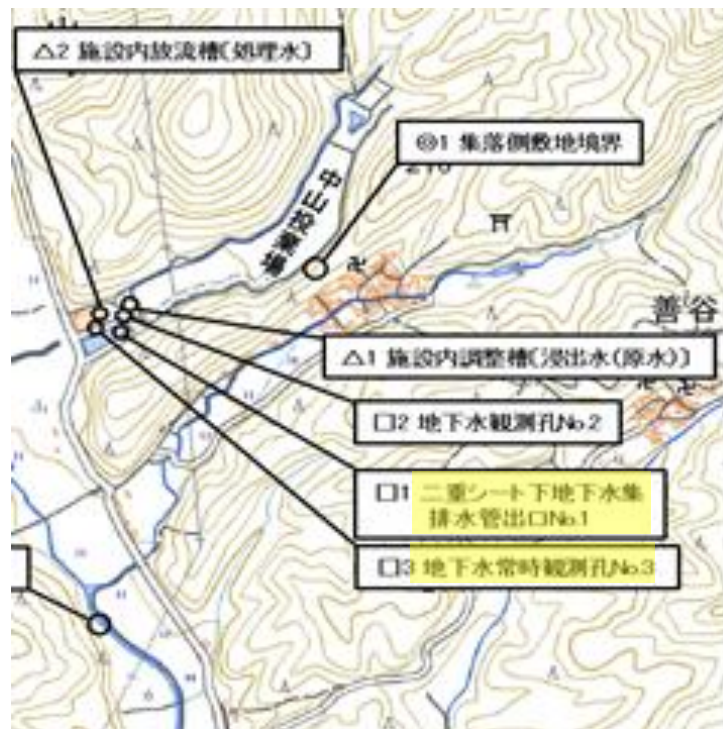 △2 施設内放流槽〔処理水〕
◎1 集落側敷地境界
中山投棄場
善谷
△1 施設内調整槽〔浸出水(原水)〕
□2 地下水観測孔No.2
□1 二重シート下地下水集
排水管出口No.1
□3 地下水常時観測孔No.3